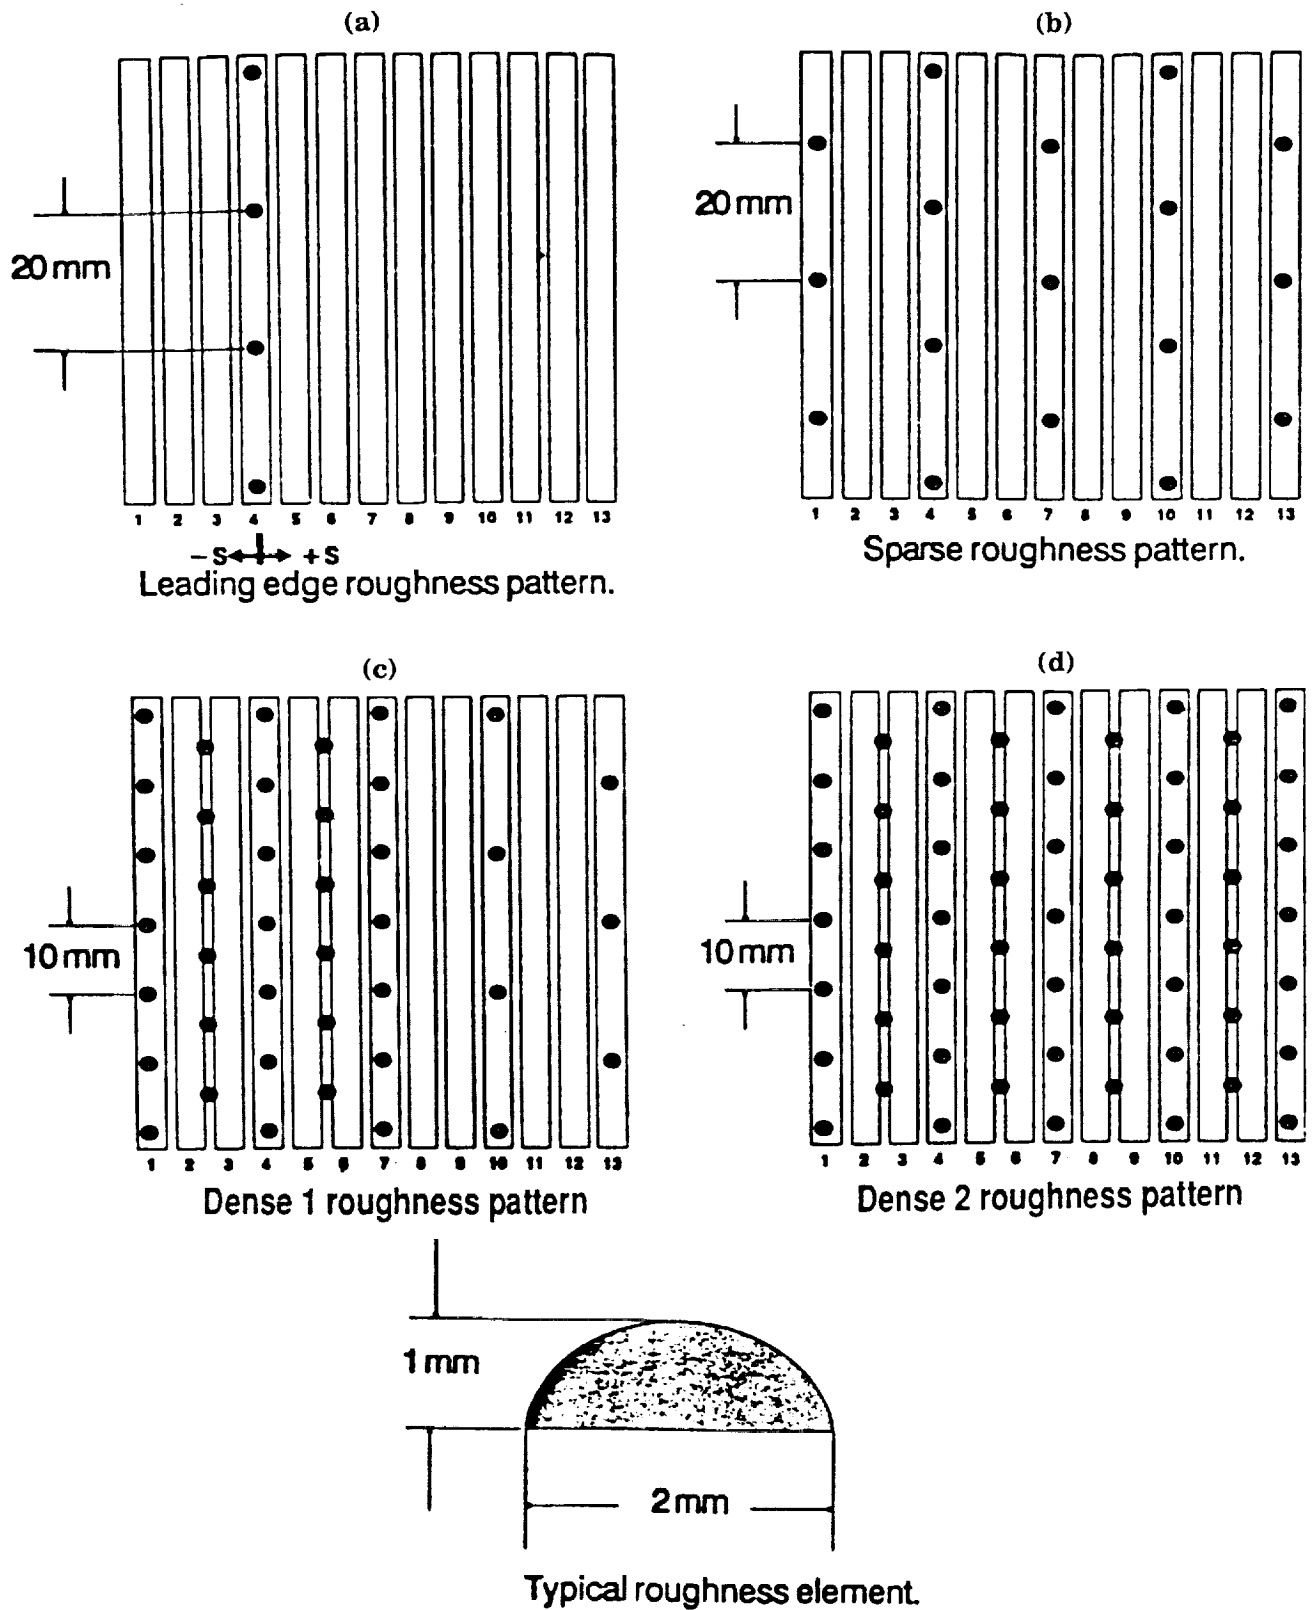 (a)
20 mm
1 2 3 4 5 6 7 8 9 10 11 12 13
– S + S
Leading edge roughness pattern.
(b)
20 mm
1 2 3 4 5 6 7 8 9 10 11 12 13
Sparse roughness pattern.
(c)
10 mm
1 2 3 4 5 6 7 8 9 10 11 12 13
Dense 1 roughness pattern
(d)
10 mm
1 2 3 4 5 6 7 8 9 10 11 12 13
Dense 2 roughness pattern
1 mm
2 mm
Typical roughness element.